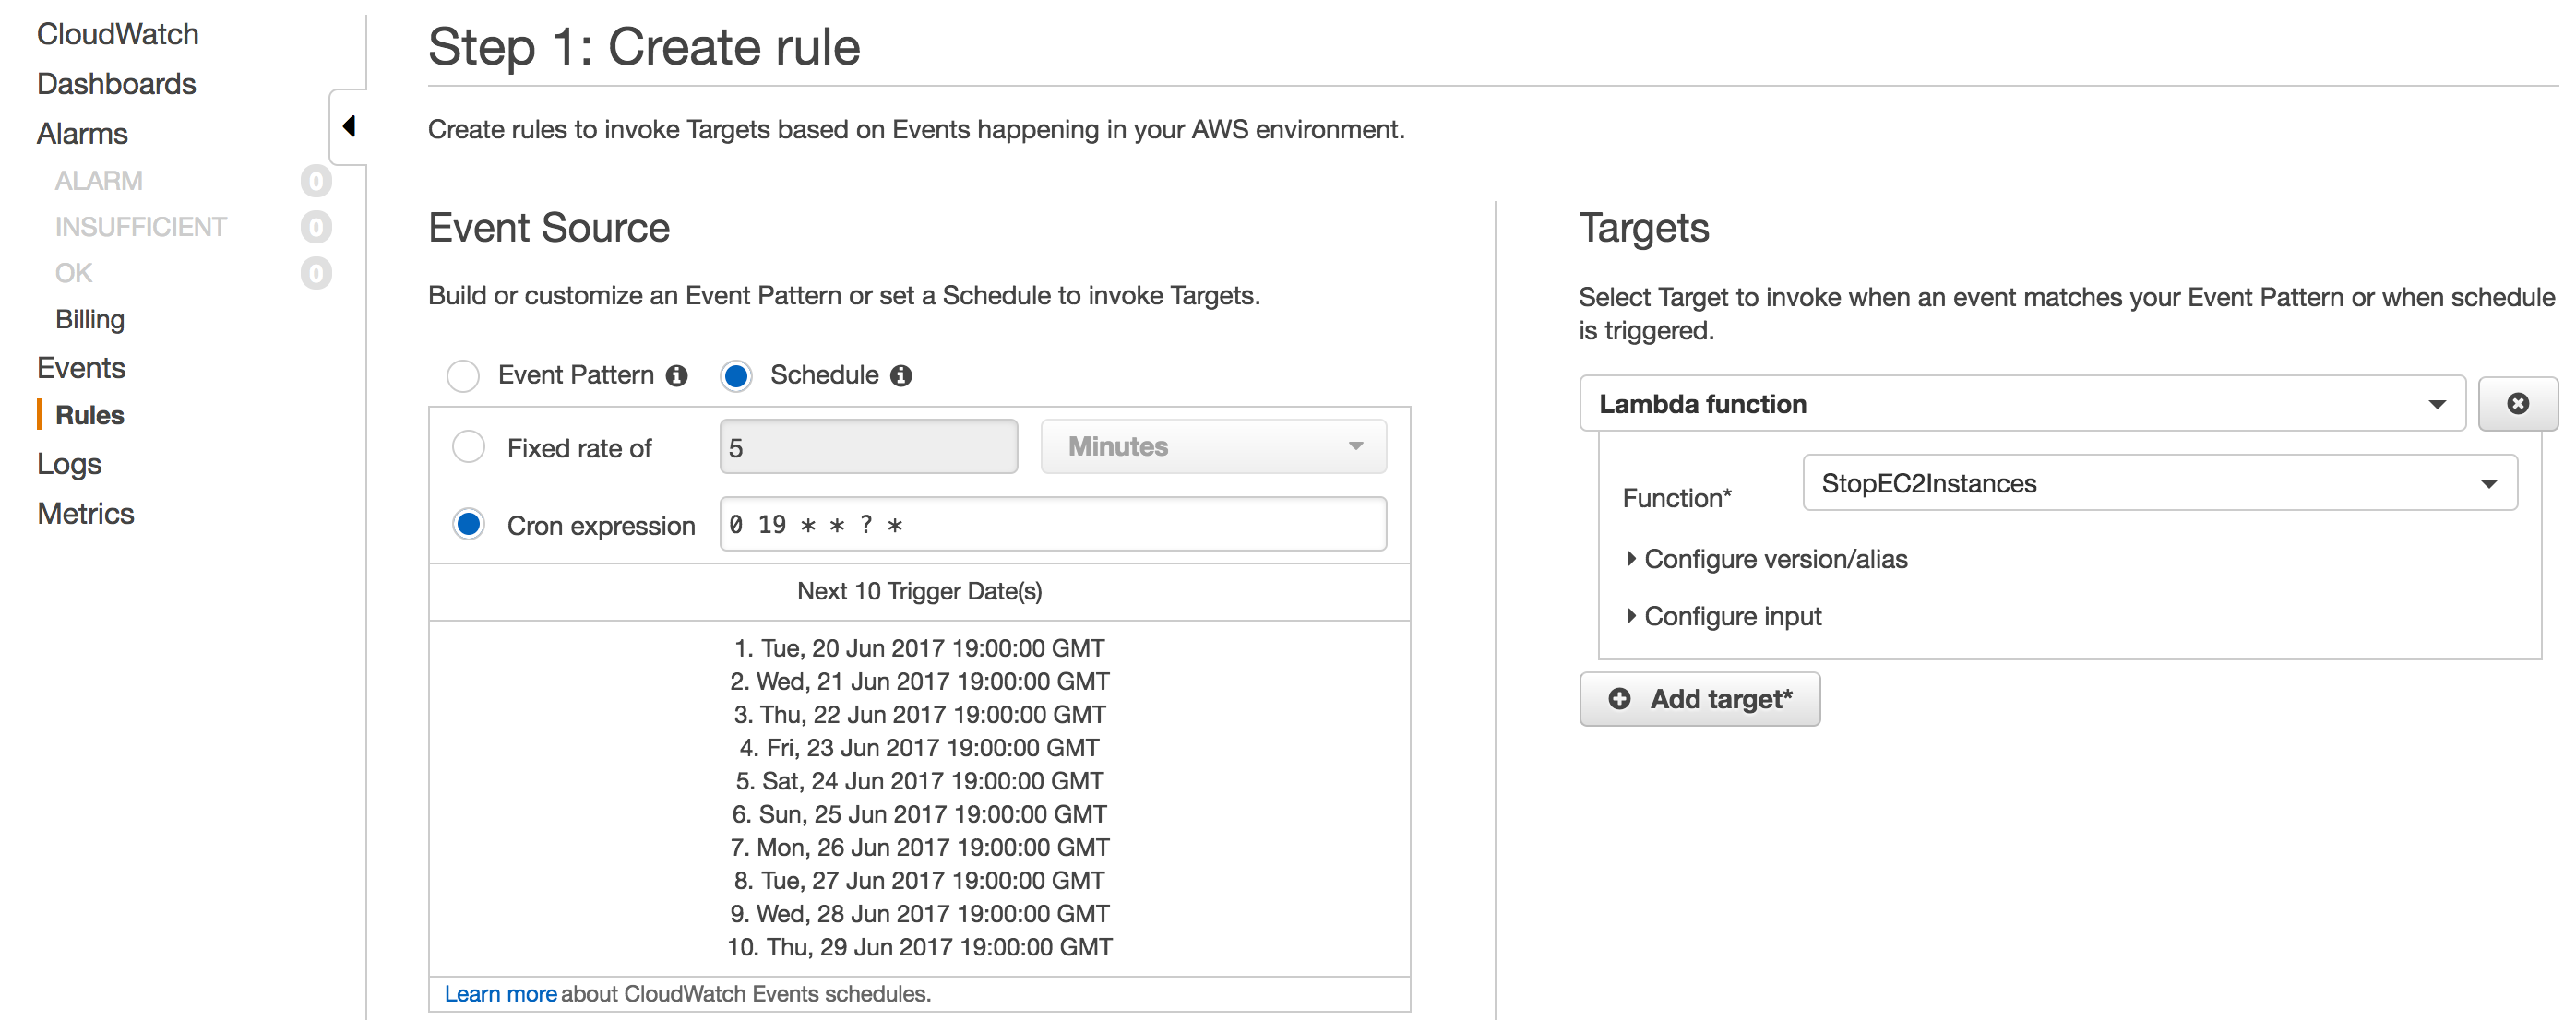 CloudWatch
Dashboards
Alarms
ALARM 0
INSUFFICIENT 0
OK 0
Billing
Events
Rules
Logs
Metrics
Step 1: Create rule
Create rules to invoke Targets based on Events happening in your AWS environment.
Event Source
Build or customize an Event Pattern or set a Schedule to invoke Targets.
Event Pattern Schedule
Fixed rate of 5 Minutes
Cron expression 0 19 * * ? *
Next 10 Trigger Date(s)
1. Tue, 20 Jun 2017 19:00:00 GMT
2. Wed, 21 Jun 2017 19:00:00 GMT
3. Thu, 22 Jun 2017 19:00:00 GMT
4. Fri, 23 Jun 2017 19:00:00 GMT
5. Sat, 24 Jun 2017 19:00:00 GMT
6. Sun, 25 Jun 2017 19:00:00 GMT
7. Mon, 26 Jun 2017 19:00:00 GMT
8. Tue, 27 Jun 2017 19:00:00 GMT
9. Wed, 28 Jun 2017 19:00:00 GMT
10. Thu, 29 Jun 2017 19:00:00 GMT
Learn more about CloudWatch Events schedules.
Targets
Select Target to invoke when an event matches your Event Pattern or when schedule
is triggered.
Lambda function
Function* StopEC2Instances
Configure version/alias
Configure input
Add target*